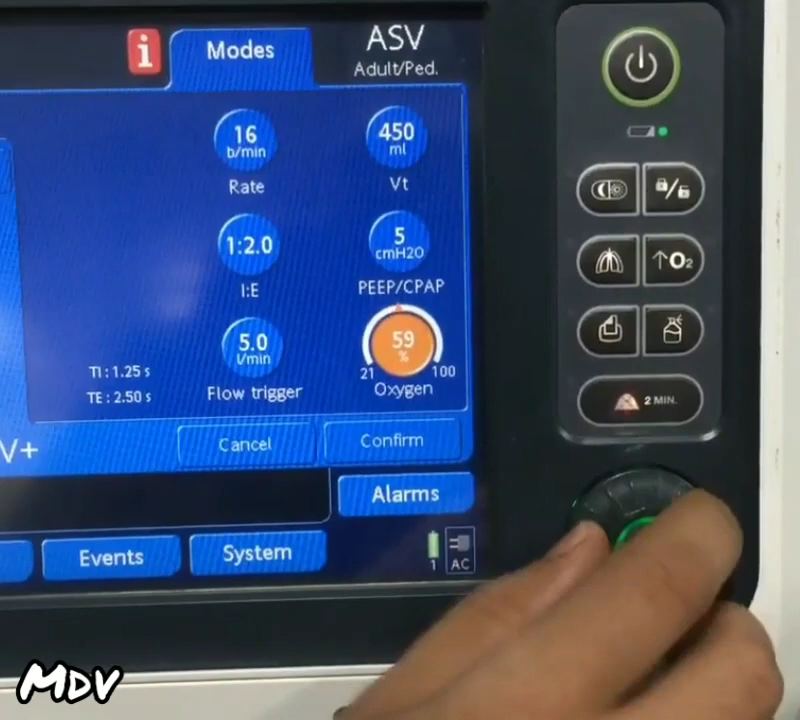 i
Modes
ASV
Adult/Ped.
16
b/min
Rate
450
ml
Vt
1:2.0
I:E
5
cmH2O
PEEP/CPAP
5.0
l/min
Flow trigger
59
%
21
100
Oxygen
TI : 1.25 s
TE : 2.50 s
V+
Cancel
Confirm
Alarms
Events
System
1
AC
↑O₂
2 MIN.
MDV